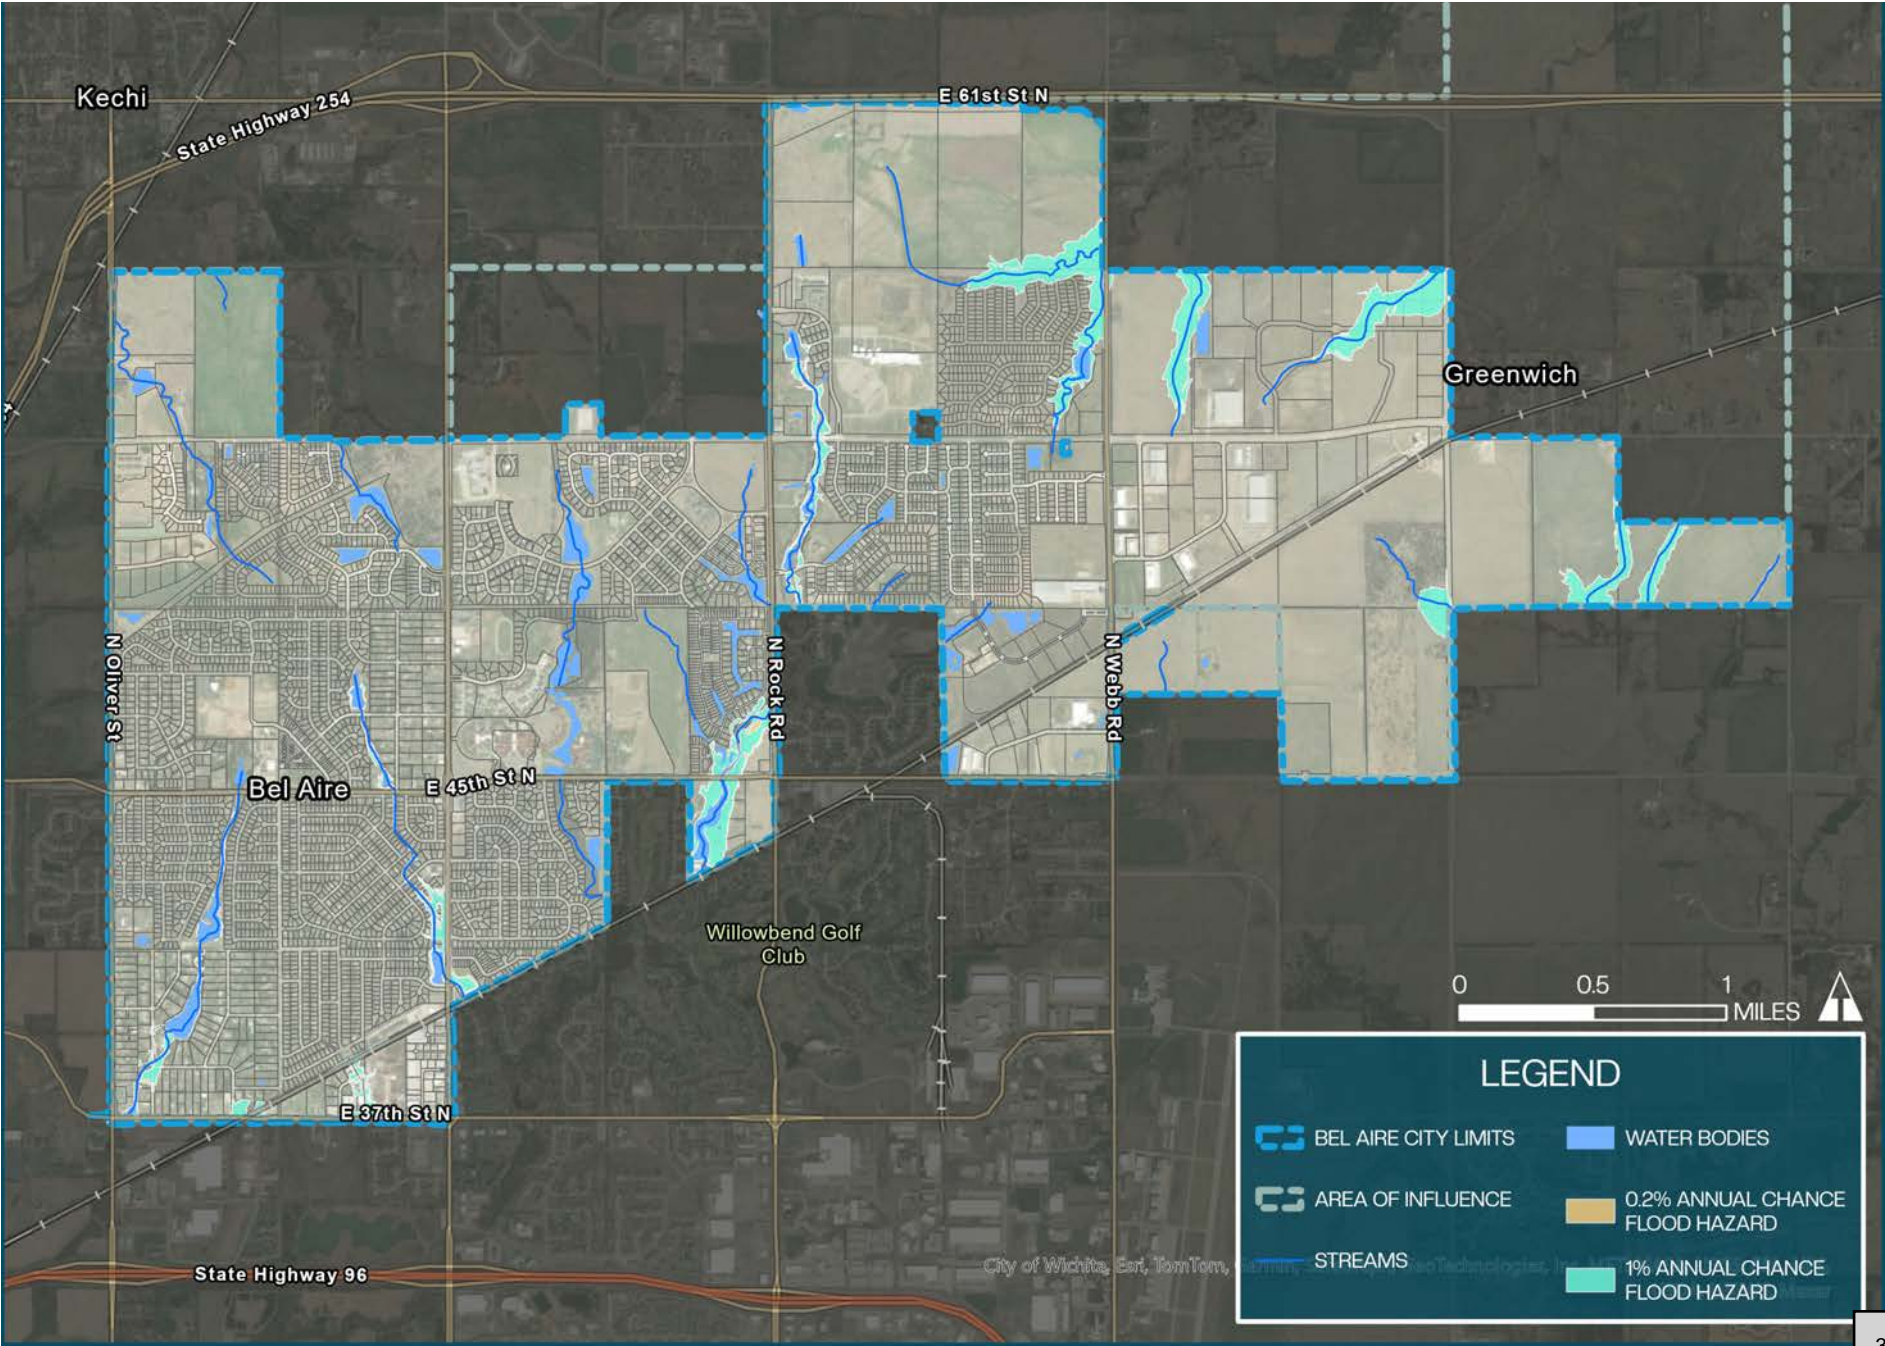 Kechi
State Highway 254
E 61st St N
Greenwich
N Oliver St
N Rock Rd
N Webb Rd
Bel Aire
E 45th St N
Willowbend Golf
Club
E 37th St N
State Highway 96
0 0.5 1
MILES
LEGEND
BEL AIRE CITY LIMITS
AREA OF INFLUENCE
STREAMS
WATER BODIES
0.2% ANNUAL CHANCE
FLOOD HAZARD
1% ANNUAL CHANCE
FLOOD HAZARD
City of Wichita, Esri, TomTom,